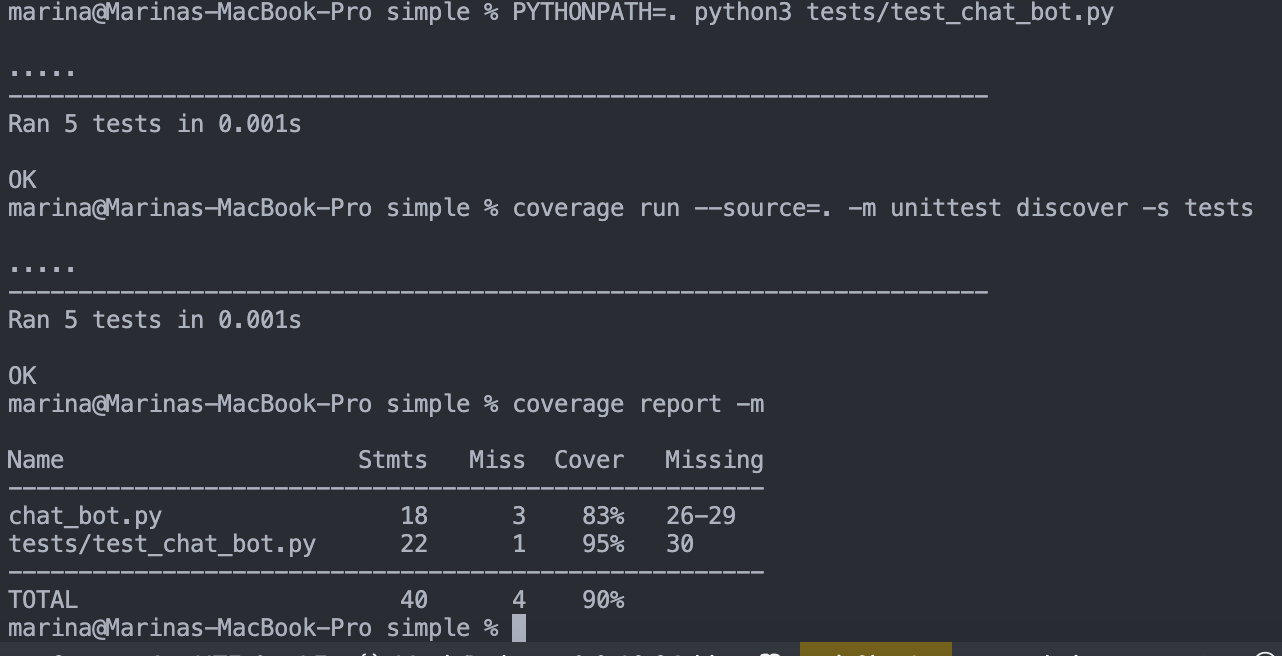 marina@Marinas-MacBook-Pro simple % PYTHONPATH=. python3 tests/test_chat_bot.py
.....
----------------------------------------------------------------------
Ran 5 tests in 0.001s
OK
marina@Marinas-MacBook-Pro simple % coverage run --source=. -m unittest discover -s tests
.....
----------------------------------------------------------------------
Ran 5 tests in 0.001s
OK
marina@Marinas-MacBook-Pro simple % coverage report -m
Name                     Stmts   Miss  Cover   Missing
------------------------------------------------------
chat_bot.py                 18      3    83%   26-29
tests/test_chat_bot.py      22      1    95%   30
------------------------------------------------------
TOTAL                       40      4    90%
marina@Marinas-MacBook-Pro simple %